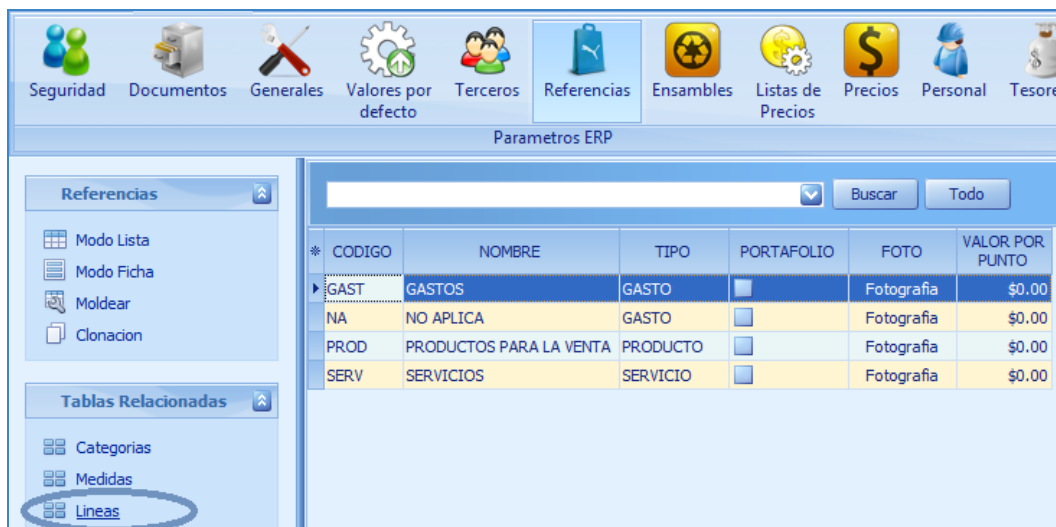 Seguridad Documentos Generales Valores por defecto Terceros Referencias Ensambles Listas de Precios Precios Personal Tesore
Parametros ERP
Referencias
Modo Lista
Modo Ficha
Moldear
Clonacion
Tablas Relacionadas
Categorias
Medidas
Lineas
Buscar Todo
* CODIGO NOMBRE TIPO PORTAFOLIO FOTO VALOR POR PUNTO
GAST GASTOS GASTO Fotografia $0.00
NA NO APLICA GASTO Fotografia $0.00
PROD PRODUCTOS PARA LA VENTA PRODUCTO Fotografia $0.00
SERV SERVICIOS SERVICIO Fotografia $0.00